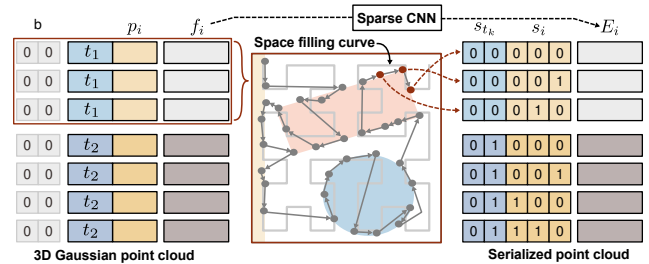 b p_i f_i Sparse CNN s_{t_k} s_i E_i
Space filling curve
0 0 t_1 0 0 0 0 0
0 0 t_1 0 0 0 0 1
0 0 t_1 0 0 0 1 0
0 0 t_2 0 1 0 0 0
0 0 t_2 0 1 0 0 1
0 0 t_2 0 1 1 0 0
0 0 t_2 0 1 1 1 0
3D Gaussian point cloud Serialized point cloud